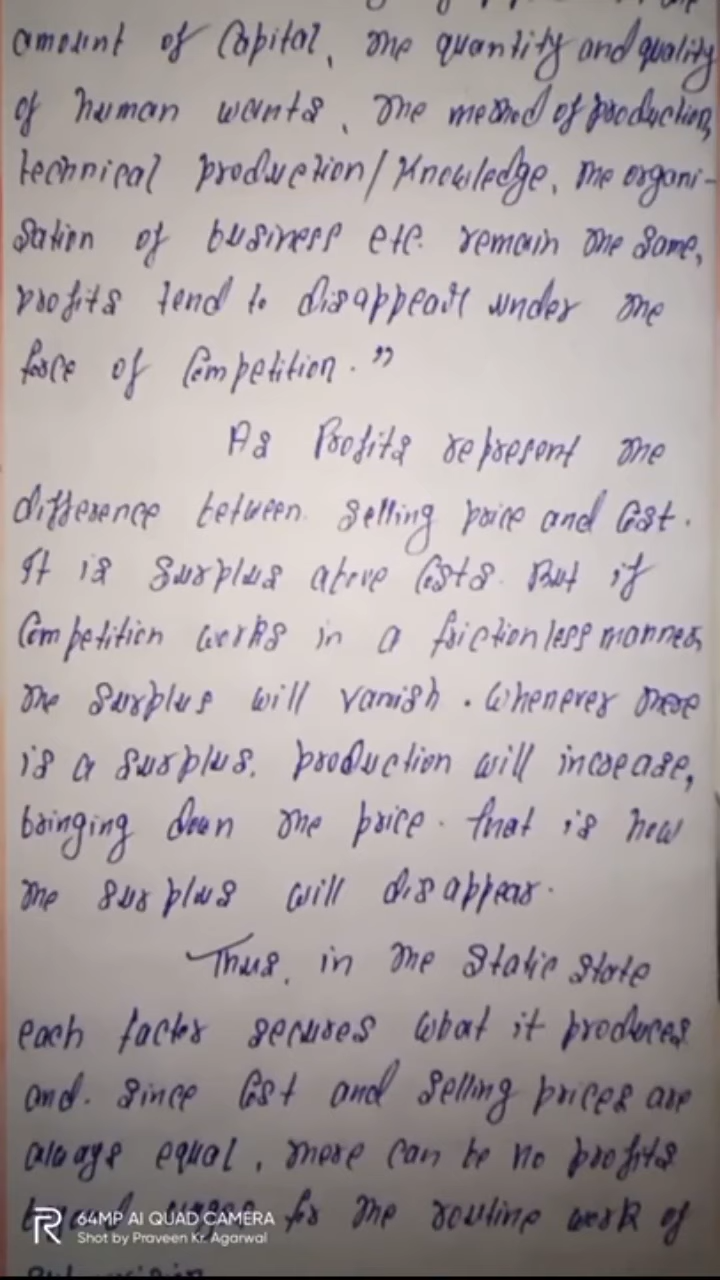 the
amount of Capital, the quantity and quality
of human wants, the method of production,
technical production/Knowledge, the organi-
sation of business etc. remain the same,
profits tend to disappear under the
force of Competition."
As Profits represent the
difference between selling price and Cost.
It is surplus above Costs. But if
Competition works in a frictionless manner,
the surplus will vanish. Whenever there
is a surplus, production will increase,
bringing down the price. that is how
the surplus will disappear.
Thus, in the static state
each factor secures what it produces
and. since Cost and selling prices are
always equal, there can be no profits
wages for the routine work of
64MP AI QUAD CAMERA
Shot by Praveen Kr. Agarwal